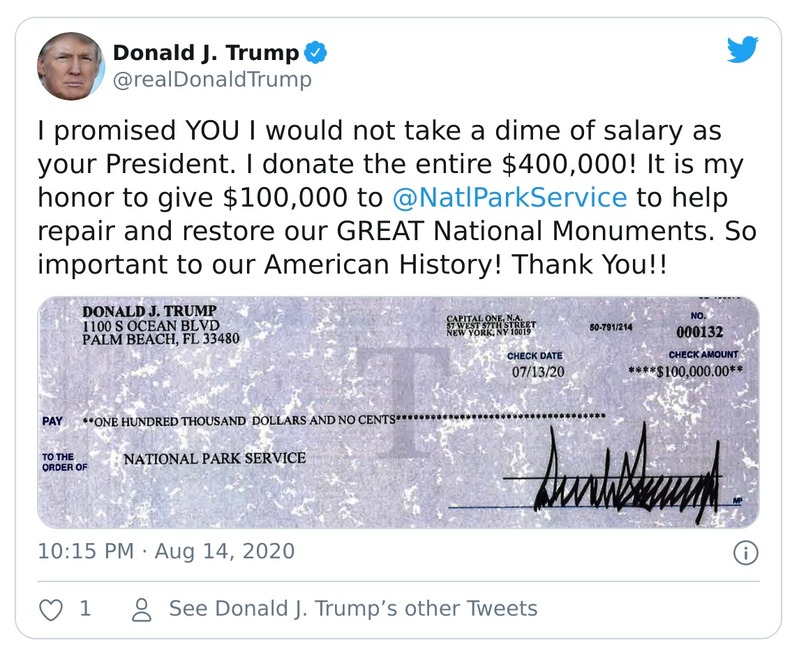 Donald J. Trump
@realDonaldTrump
I promised YOU I would not take a dime of salary as
your President. I donate the entire $400,000! It is my
honor to give $100,000 to @NatlParkService to help
repair and restore our GREAT National Monuments. So
important to our American History! Thank You!!
DONALD J. TRUMP
1100 S OCEAN BLVD
PALM BEACH, FL 33480
CAPITAL ONE, N.A.
57 WEST 57TH STREET
NEW YORK, NY 10019
50-791/214
NO.
000132
CHECK DATE
07/13/20
CHECK AMOUNT
****$100,000.00**
PAY **ONE HUNDRED THOUSAND DOLLARS AND NO CENTS**************************************
T
TO THE
ORDER OF
NATIONAL PARK SERVICE
MP
10:15 PM · Aug 14, 2020
1
See Donald J. Trump’s other Tweets